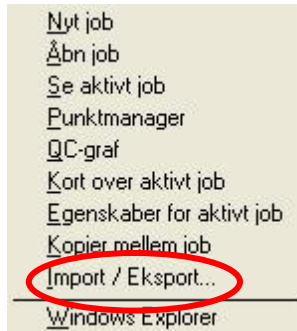 Nyt job
Åbn job
Se aktivt job
Punktmanager
QC-graf
Kort over aktivt job
Egenskaber for aktivt job
Kopier mellem job
Import / Eksport...
Windows Explorer